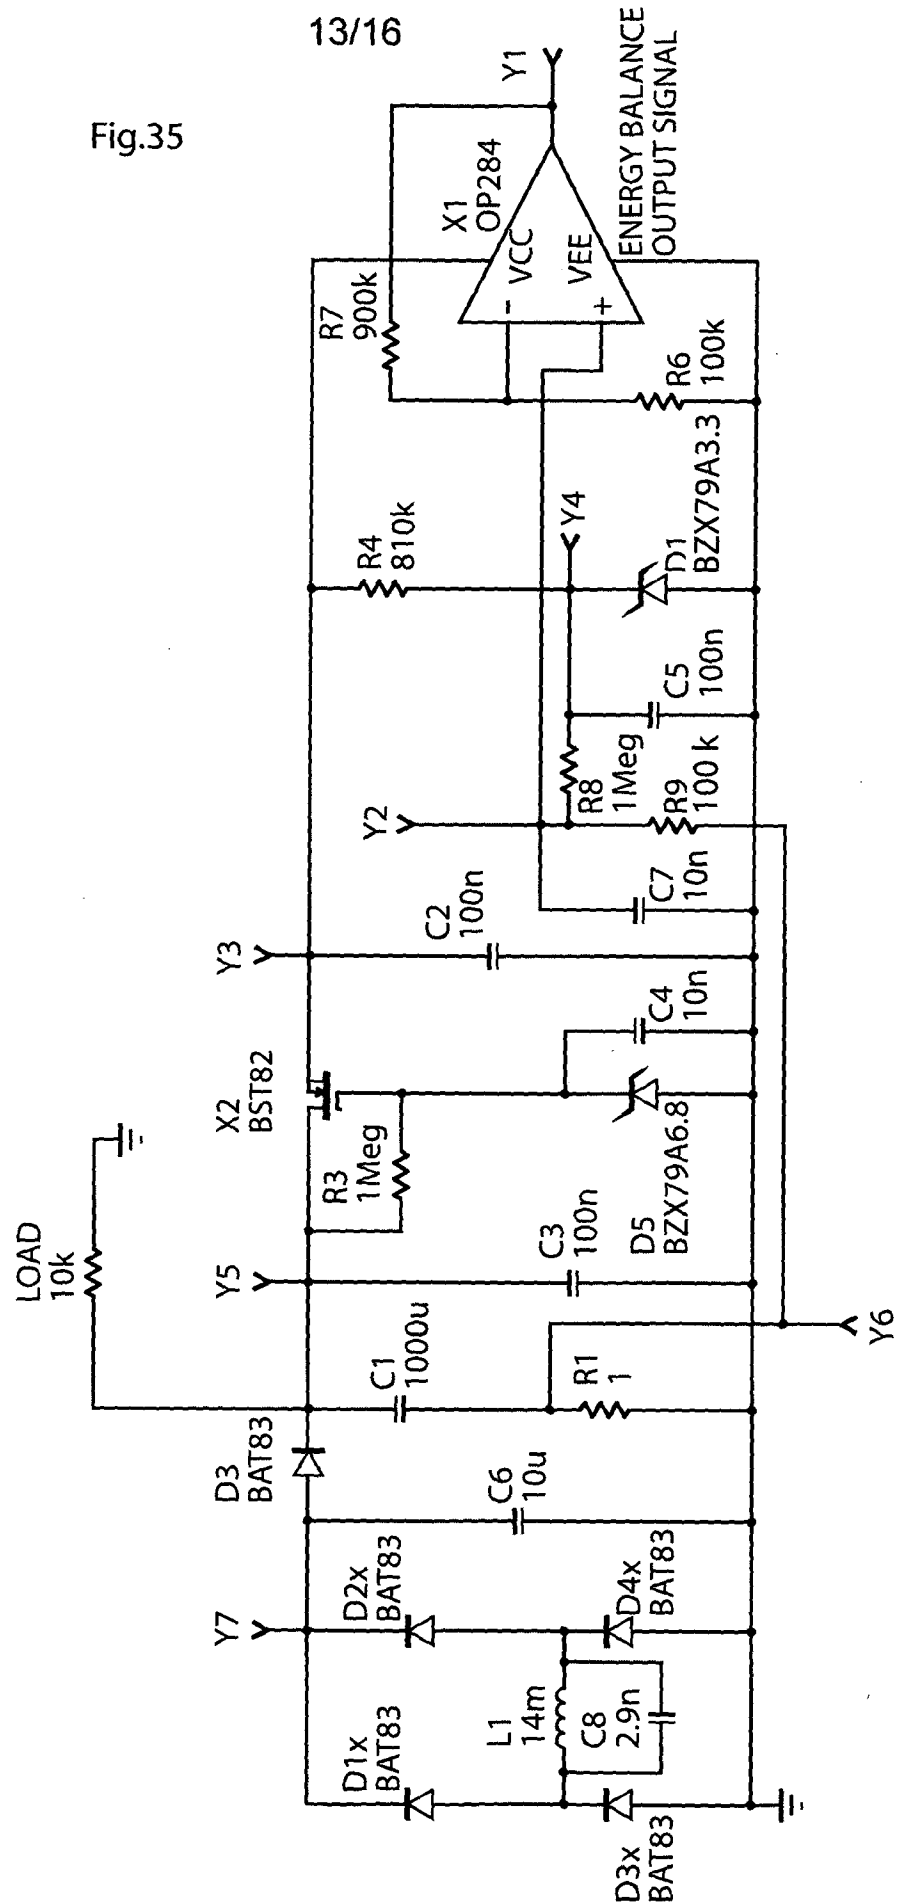 13/16
Fig.35
LOAD
10k
D1x
BAT83
Y7
D2x
BAT83
D3
BAT83
Y5
X2
BST82
Y3
Y2
R4
810k
R7
900k
X1
OP284
Y1
VCC
VEE
-
+
ENERGY BALANCE
OUTPUT SIGNAL
L1
14m
C8
2.9n
D3x
BAT83
D4x
BAT83
C6
10u
C1
1000u
R1
1
Y6
C3
100n
R3
1Meg
D5
BZX79A6.8
C4
10n
C2
100n
C7
10n
R8
1Meg
R9
100 k
C5
100n
Y4
D1
BZX79A3.3
R6
100k